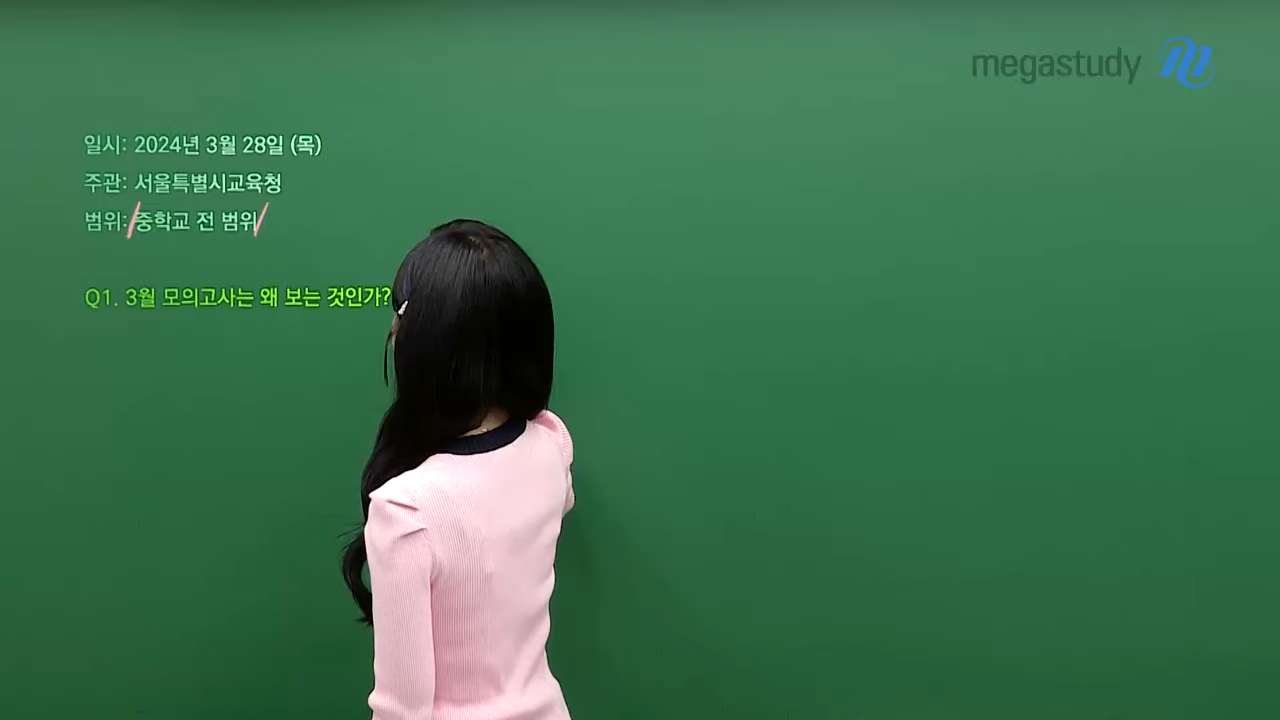 megastudy
일시: 2024년 3월 28일 (목)
주관: 서울특별시교육청
범위: 중학교 전 범위
Q1. 3월 모의고사는 왜 보는 것인가?